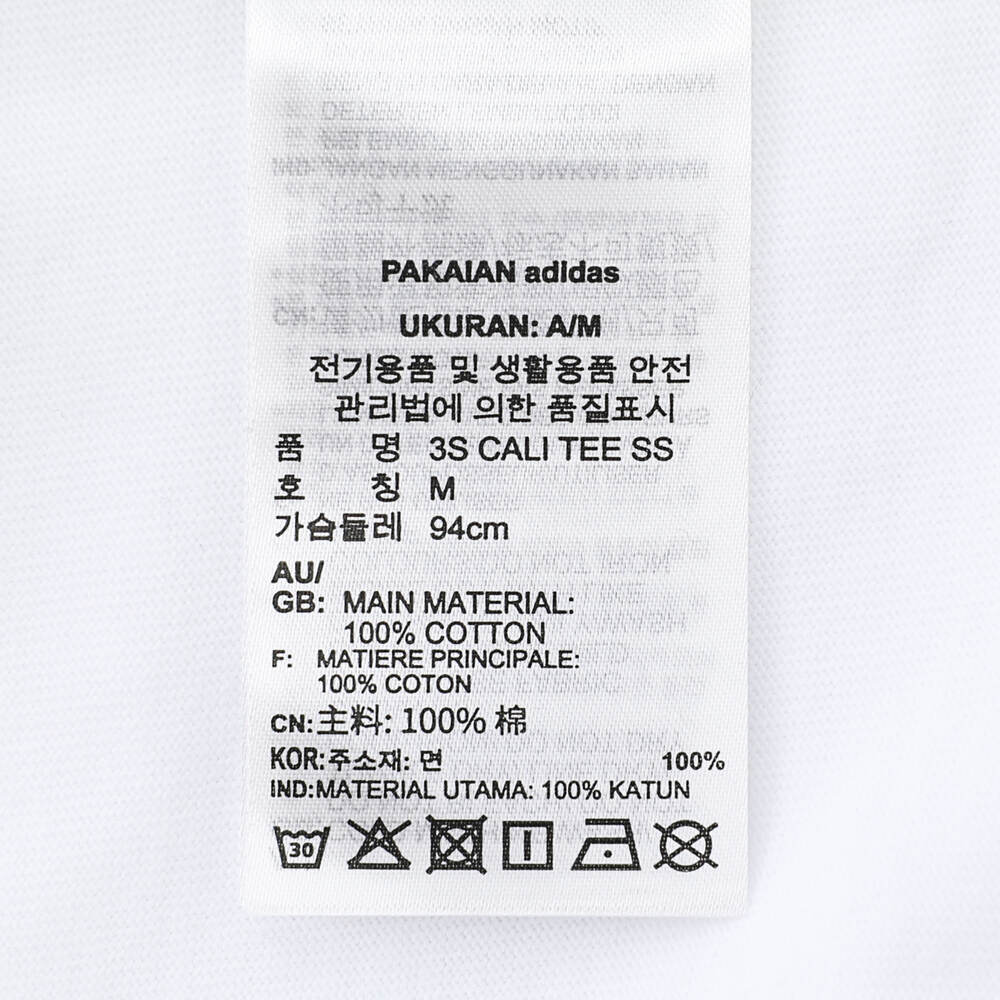 PAKAIAN adidas
UKURAN: A/M
전기용품 및 생활용품 안전
관리법에 의한 품질표시
품 명 3S CALI TEE SS
호 칭 M
가슴둘레 94cm
AU/
GB: MAIN MATERIAL:
100% COTTON
F: MATIERE PRINCIPALE:
100% COTON
CN:主料: 100% 棉
KOR:주소재: 면 100%
IND:MATERIAL UTAMA: 100% KATUN
30